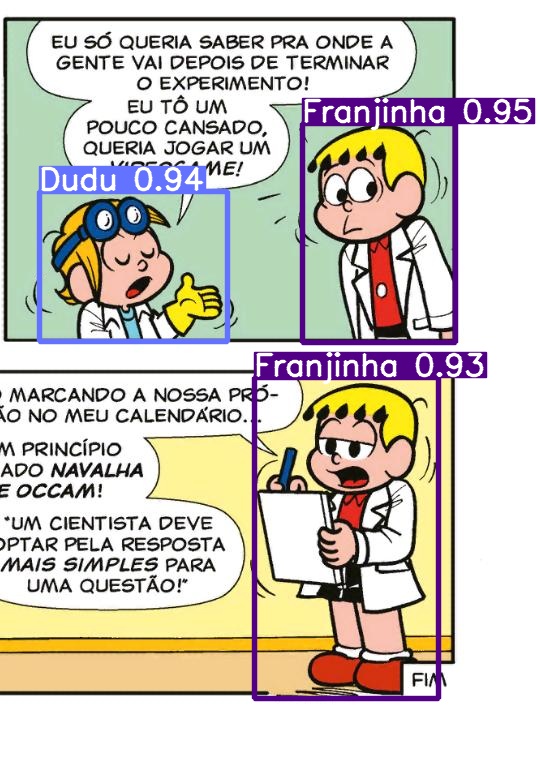 EU SÓ QUERIA SABER PRA ONDE A
GENTE VAI DEPOIS DE TERMINAR
O EXPERIMENTO!
EU TÔ UM
POUCO CANSADO,
QUERIA JOGAR UM
VIDEOGAME!
Franjinha 0.95
Dudu 0.94
Franjinha 0.93
O MARCANDO A NOSSA PRÓ-
ÃO NO MEU CALENDÁRIO...
M PRINCÍPIO
ADO NAVALHA
E OCCAM!
"UM CIENTISTA DEVE
OPTAR PELA RESPOSTA
MAIS SIMPLES PARA
UMA QUESTÃO!"
FIM